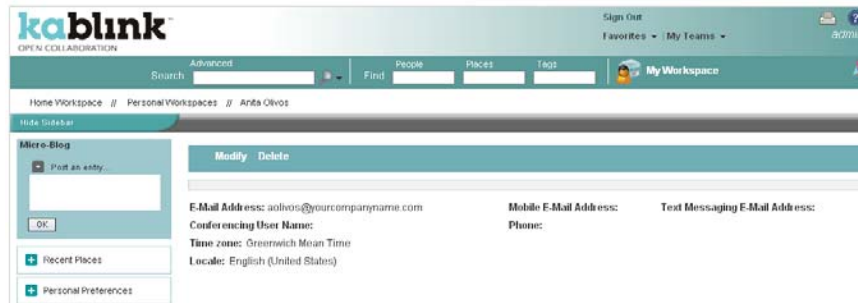 kablink
OPEN COLLABORATION
Sign Out
Favorites My Teams
Advanced
Search
Find
People
Places
Tags
My Workspace
Home Workspace // Personal Workspaces // Anita Olivos
Hide Sidebar
Micro-Blog
Post an entry...
OK
Recent Places
Personal Preferences
Modify Delete
E-Mail Address: aolivos@yourcompanyname.com Mobile E-Mail Address: Text Messaging E-Mail Address:
Conferencing User Name: Phone:
Time zone: Greenwich Mean Time
Locale: English (United States)